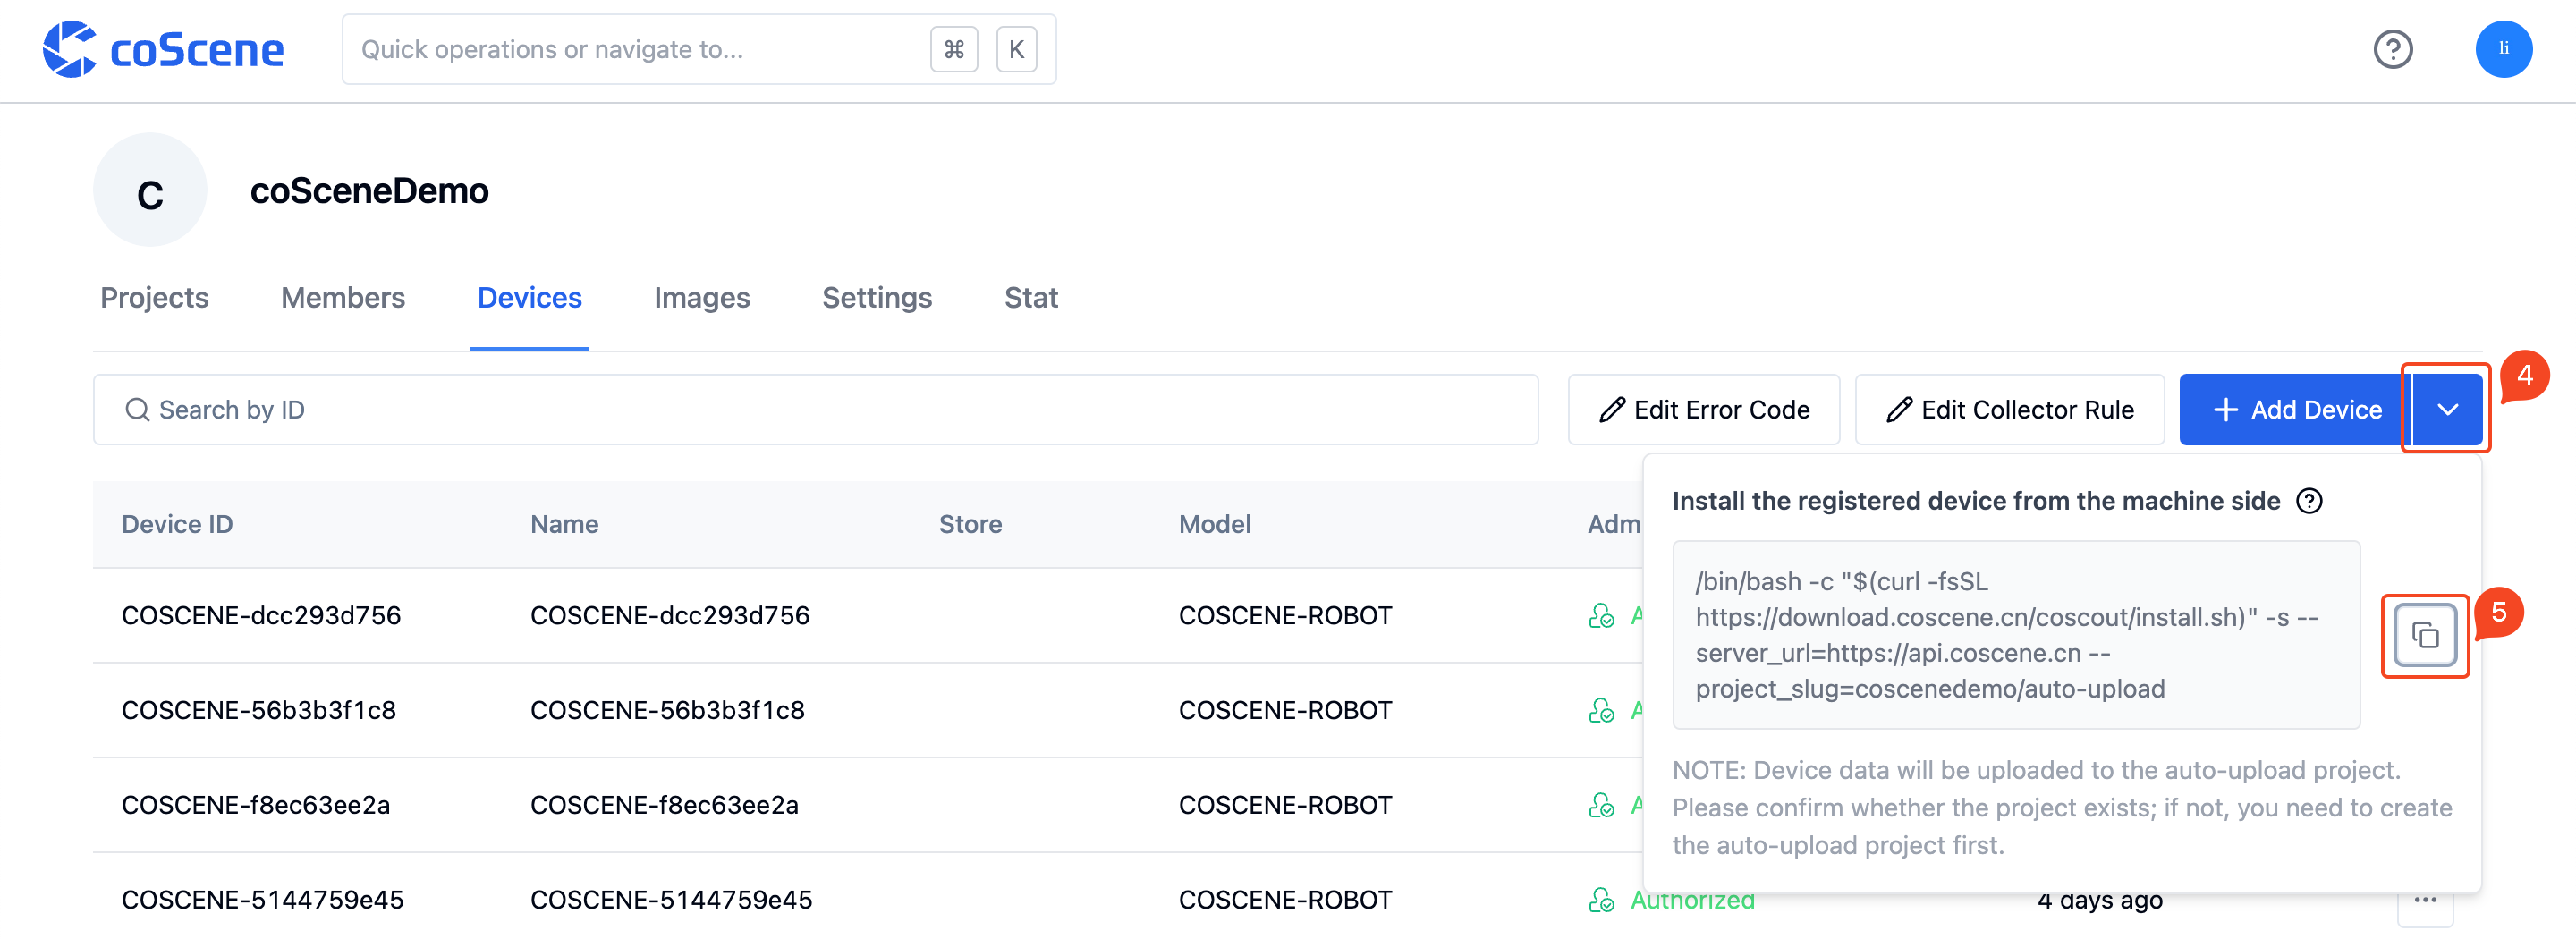 coScene
Quick operations or navigate to...
⌘ K
li
C
coSceneDemo
Projects Members Devices Images Settings Stat
Search by ID
Edit Error Code
Edit Collector Rule
+ Add Device
4
Install the registered device from the machine side
/bin/bash -c "$(curl -fsSL
https://download.coscene.cn/coscout/install.sh)" -s --
server_url=https://api.coscene.cn --
project_slug=coscenedemo/auto-upload
5
NOTE: Device data will be uploaded to the auto-upload project.
Please confirm whether the project exists; if not, you need to create
the auto-upload project first.
Device ID Name Store Model Adm
COSCENE-dcc293d756 COSCENE-dcc293d756 COSCENE-ROBOT A
COSCENE-56b3b3f1c8 COSCENE-56b3b3f1c8 COSCENE-ROBOT A
COSCENE-f8ec63ee2a COSCENE-f8ec63ee2a COSCENE-ROBOT A
COSCENE-5144759e45 COSCENE-5144759e45 COSCENE-ROBOT Authorized 4 days ago ...